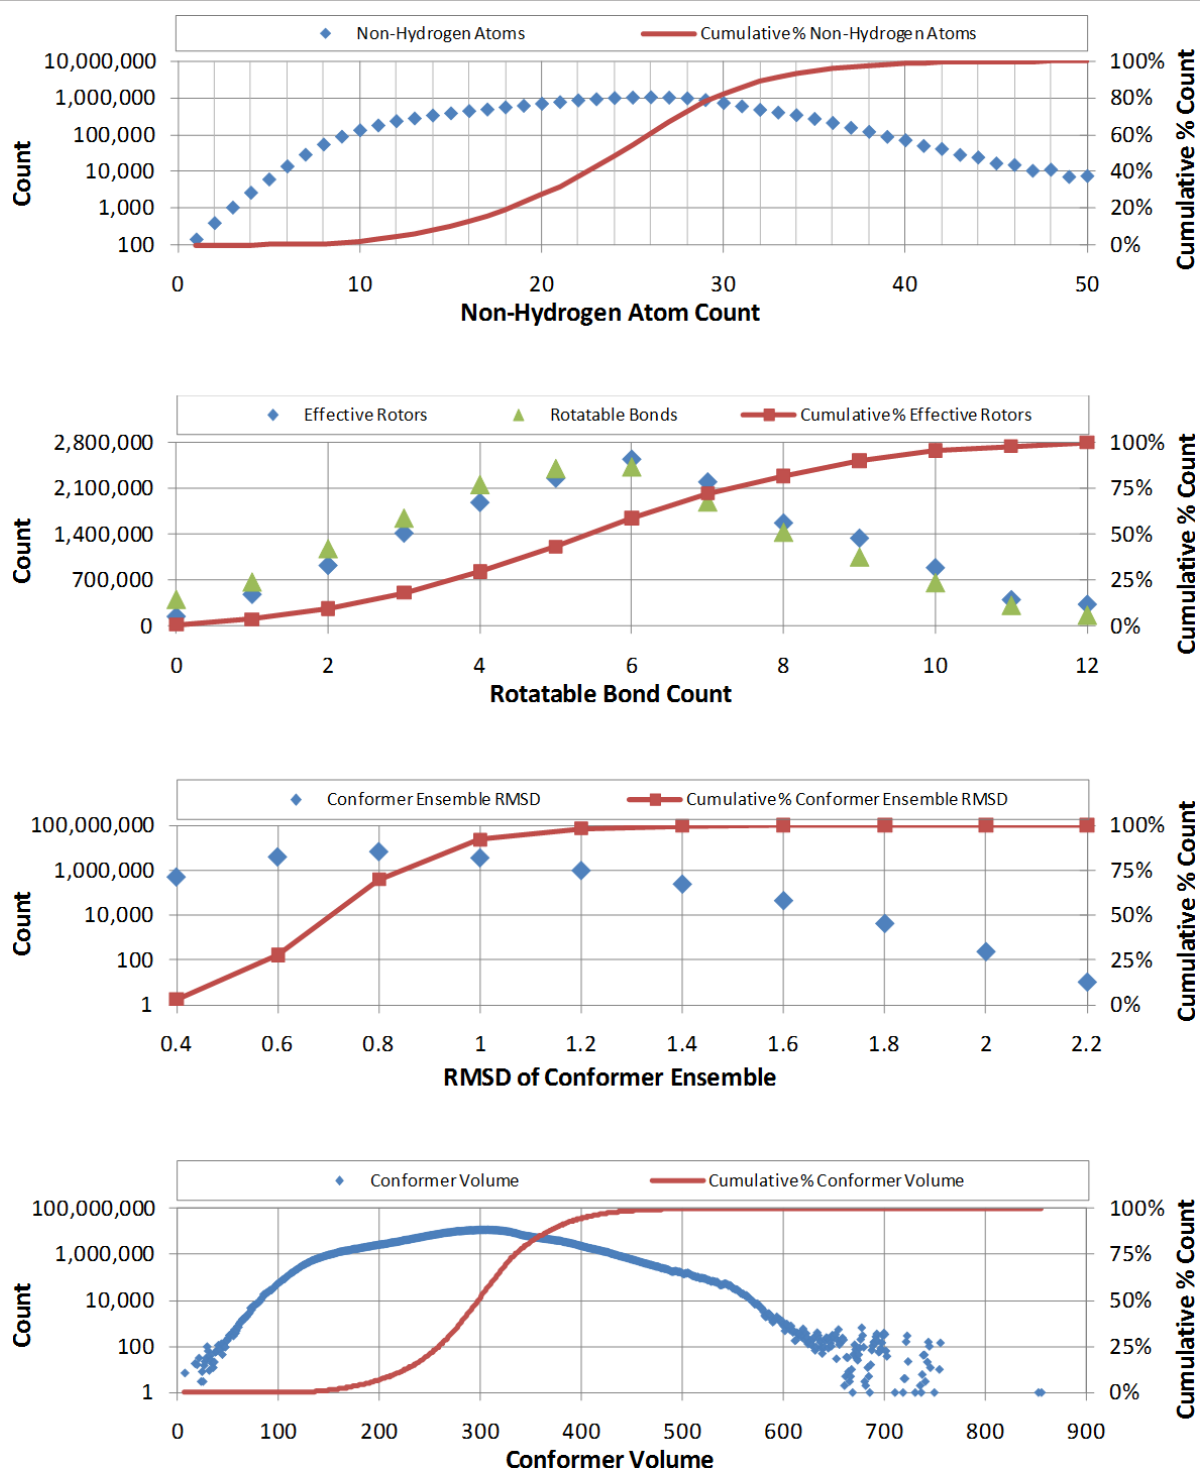 Non-Hydrogen Atoms Cumulative % Non-Hydrogen Atoms
10,000,000 100%
1,000,000 80%
100,000 60%
10,000 40%
1,000 20%
100 0%
Count
Cumulative % Count
0 10 20 30 40 50
Non-Hydrogen Atom Count
Effective Rotors Rotatable Bonds Cumulative % Effective Rotors
2,800,000 100%
2,100,000 75%
1,400,000 50%
700,000 25%
0 0%
Count
Cumulative % Count
0 2 4 6 8 10 12
Rotatable Bond Count
Conformer Ensemble RMSD Cumulative % Conformer Ensemble RMSD
100,000,000 100%
1,000,000 75%
10,000 50%
100 25%
1 0%
Count
Cumulative % Count
0.4 0.6 0.8 1 1.2 1.4 1.6 1.8 2 2.2
RMSD of Conformer Ensemble
Conformer Volume Cumulative % Conformer Volume
100,000,000 100%
1,000,000 75%
10,000 50%
100 25%
1 0%
Count
Cumulative % Count
0 100 200 300 400 500 600 700 800 900
Conformer Volume